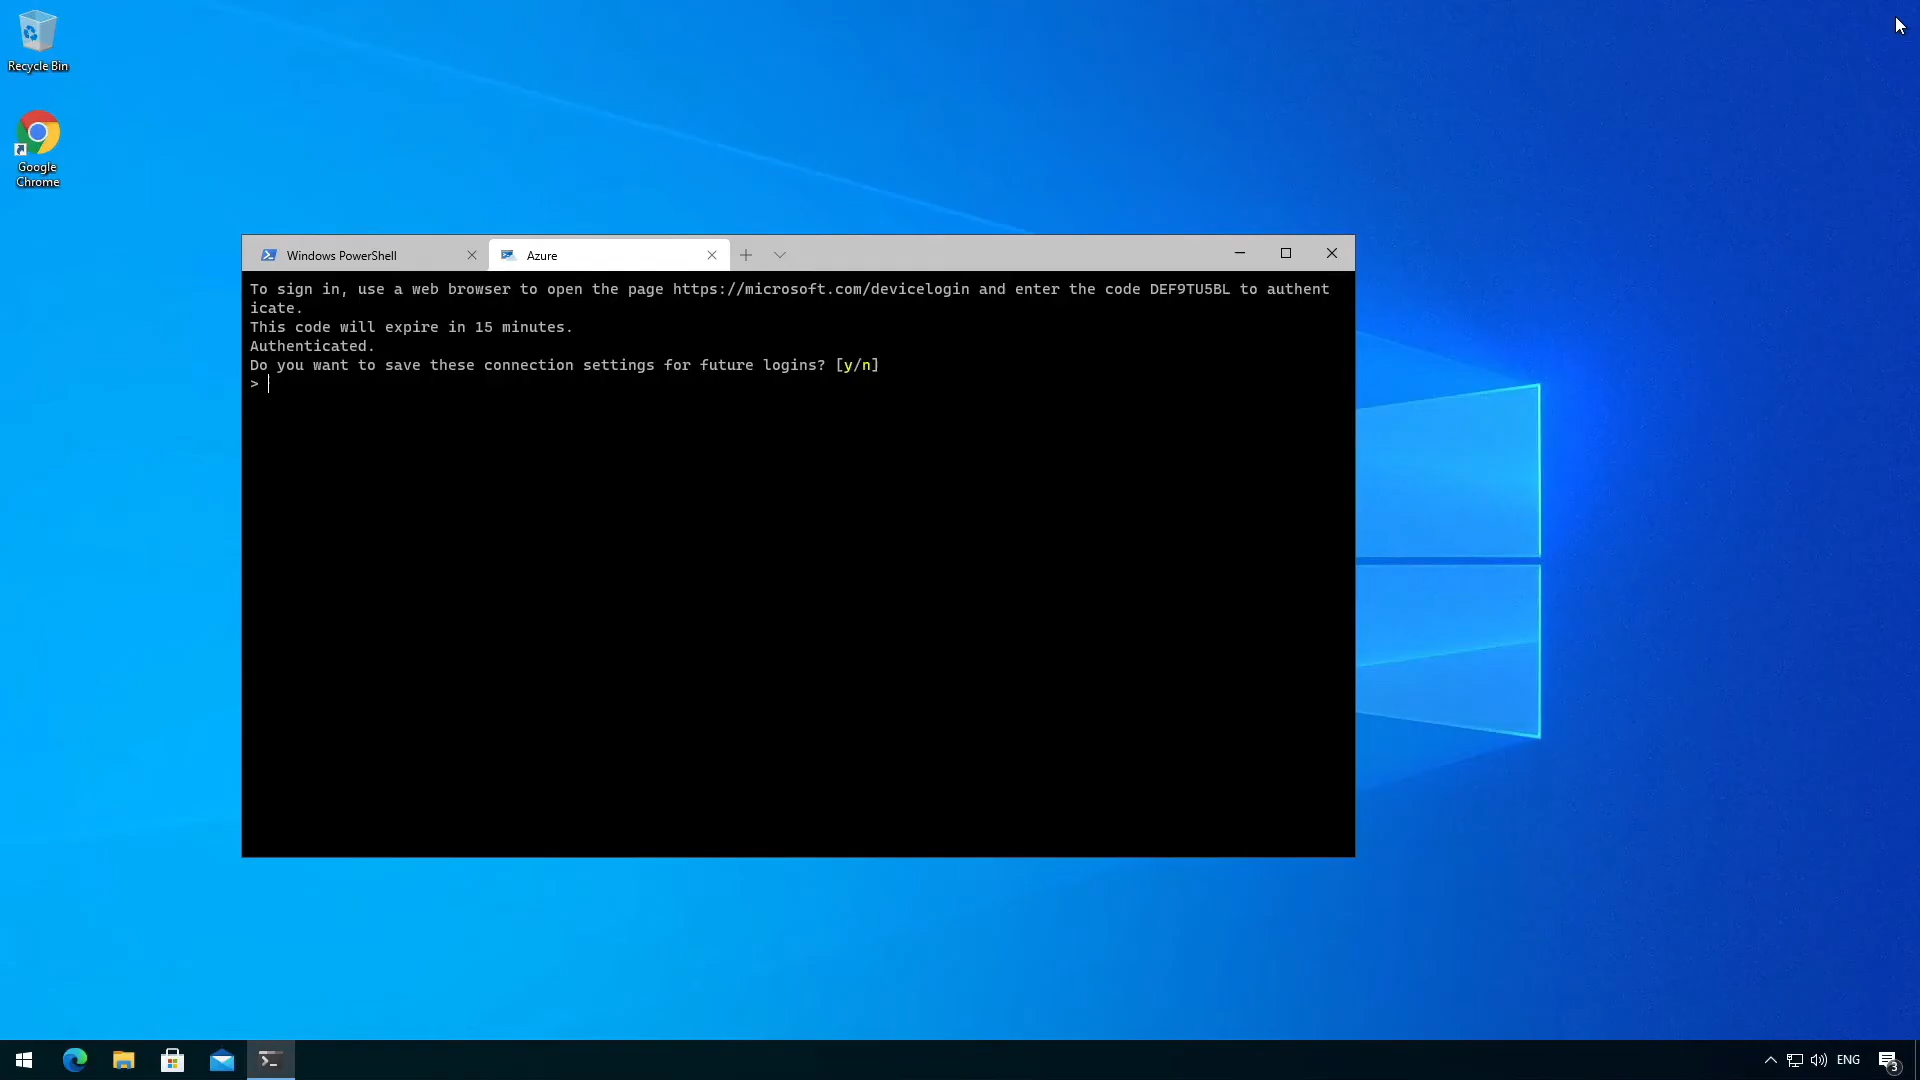 Recycle Bin
Google
Chrome
Windows PowerShell
Azure
To sign in, use a web browser to open the page https://microsoft.com/devicelogin and enter the code DEF9TU5BL to authent
icate.
This code will expire in 15 minutes.
Authenticated.
Do you want to save these connection settings for future logins? [y/n]
>
ENG
3